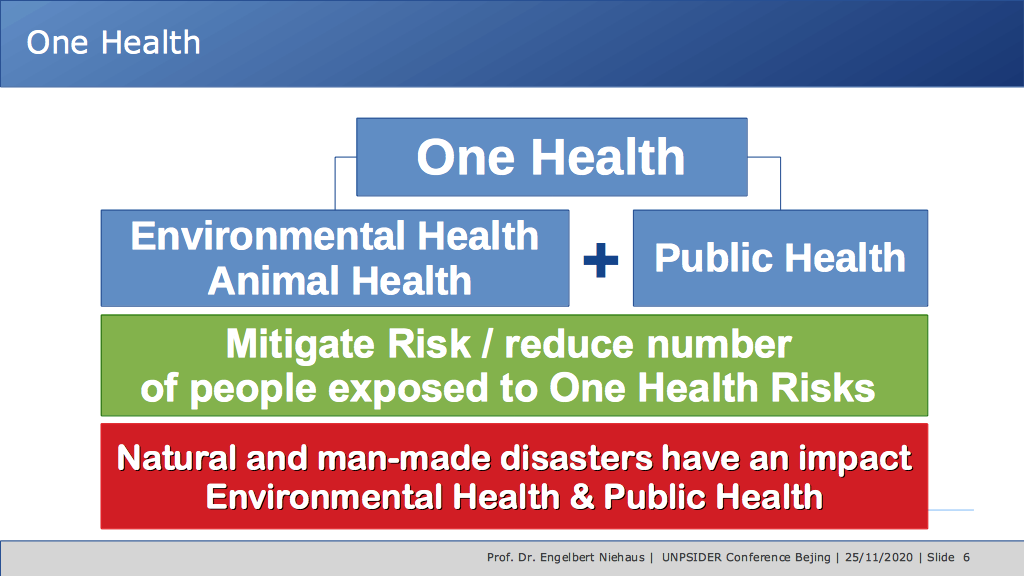 One Health
One Health
Environmental Health
Animal Health
+
Public Health
Mitigate Risk / reduce number
of people exposed to One Health Risks
Natural and man-made disasters have an impact
Environmental Health & Public Health
Prof. Dr. Engelbert Niehaus | UNPSIDER Conference Bejing | 25/11/2020 | Slide 6